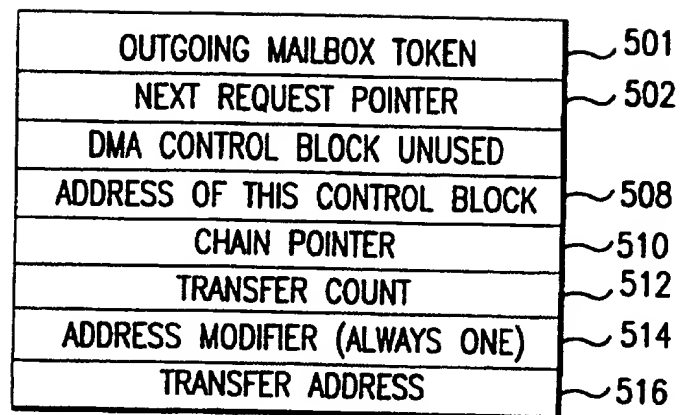 OUTGOING MAILBOX TOKEN 501
NEXT REQUEST POINTER 502
DMA CONTROL BLOCK UNUSED
ADDRESS OF THIS CONTROL BLOCK 508
CHAIN POINTER 510
TRANSFER COUNT 512
ADDRESS MODIFIER (ALWAYS ONE) 514
TRANSFER ADDRESS 516